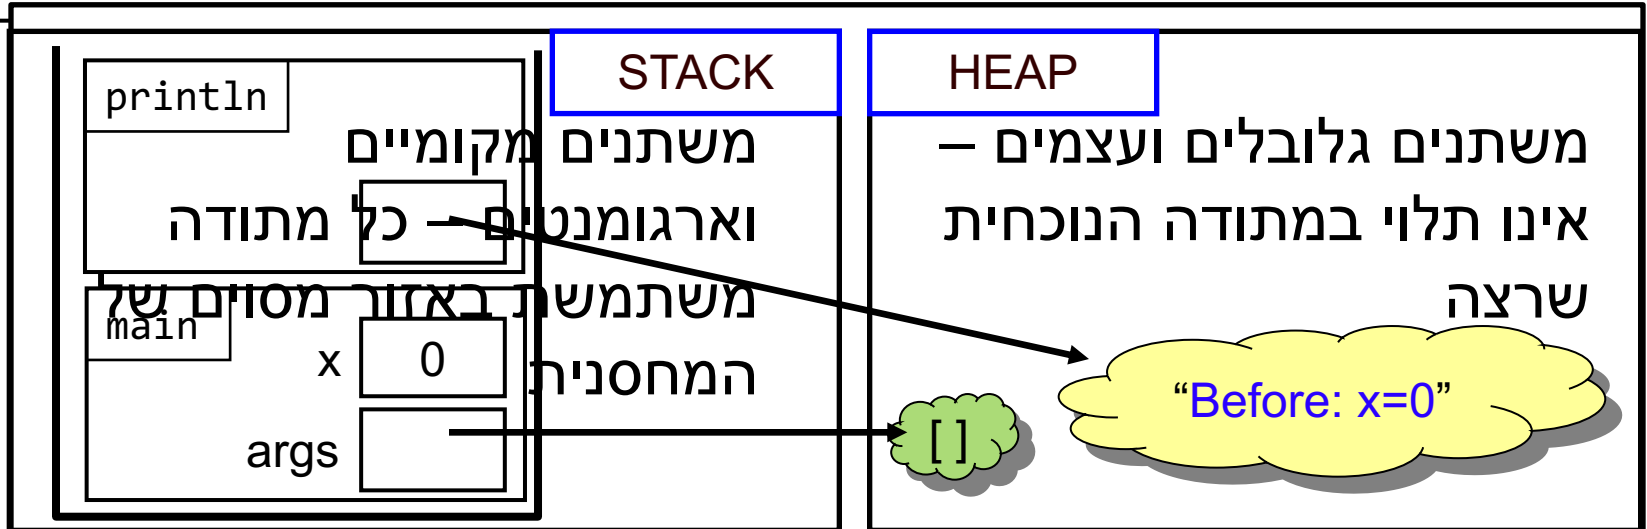 STACK
println
משתנים מקומיים
וארגומנטים – כל מתודה
משתמשת באזור מסוים של
המחסנית
main
x 0
args
HEAP
משתנים גלובלים ועצמים –
אינו תלוי במתודה הנוכחית
שרצה
“Before: x=0”
[]